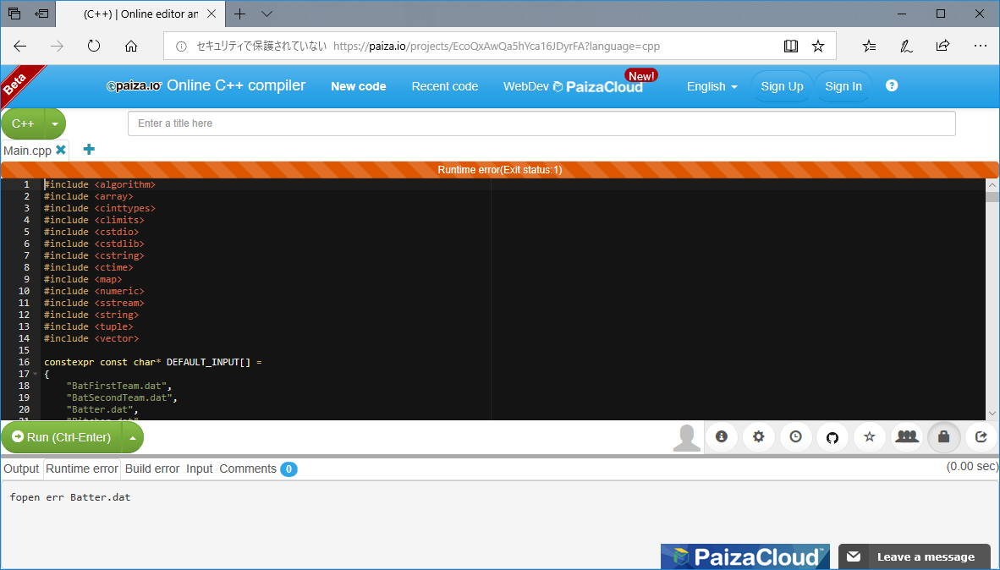 (C++) | Online editor an
セキュリティで保護されていない https://paiza.io/projects/EcoQxAwQa5hYca16JDyrFA?language=cpp
Beta
paiza.io Online C++ compiler New code Recent code WebDev PaizaCloud New! English Sign Up Sign In ?
C++ Enter a title here
Main.cpp
Runtime error(Exit status:1)
1 #include <algorithm>
2 #include <array>
3 #include <cinttypes>
4 #include <climits>
5 #include <cstdio>
6 #include <cstdlib>
7 #include <cstring>
8 #include <ctime>
9 #include <map>
10 #include <numeric>
11 #include <sstream>
12 #include <string>
13 #include <tuple>
14 #include <vector>
15
16 constexpr const char* DEFAULT_INPUT[] =
17 {
18 "BatFirstTeam.dat",
19 "BatSecondTeam.dat",
20 "Batter.dat",
21 "Pitcher.dat"
Run (Ctrl-Enter)
Output Runtime error Build error Input Comments 0 (0.00 sec)
fopen err Batter.dat
PaizaCloud™ Leave a message